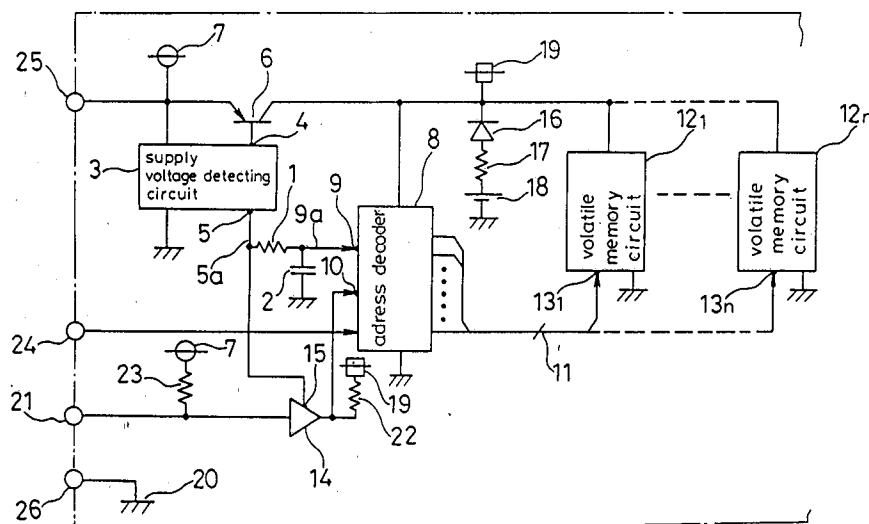 7
19
25
6
12₁
12n
4
16
3
supply
voltage detecting
circuit
1
8
17
18
9a
9
5
5a
2
10
adress decoder
volatile
memory
circuit
volatile
memory
circuit
13₁
13n
24
7
15
19
11
23
21
14
22
26
20